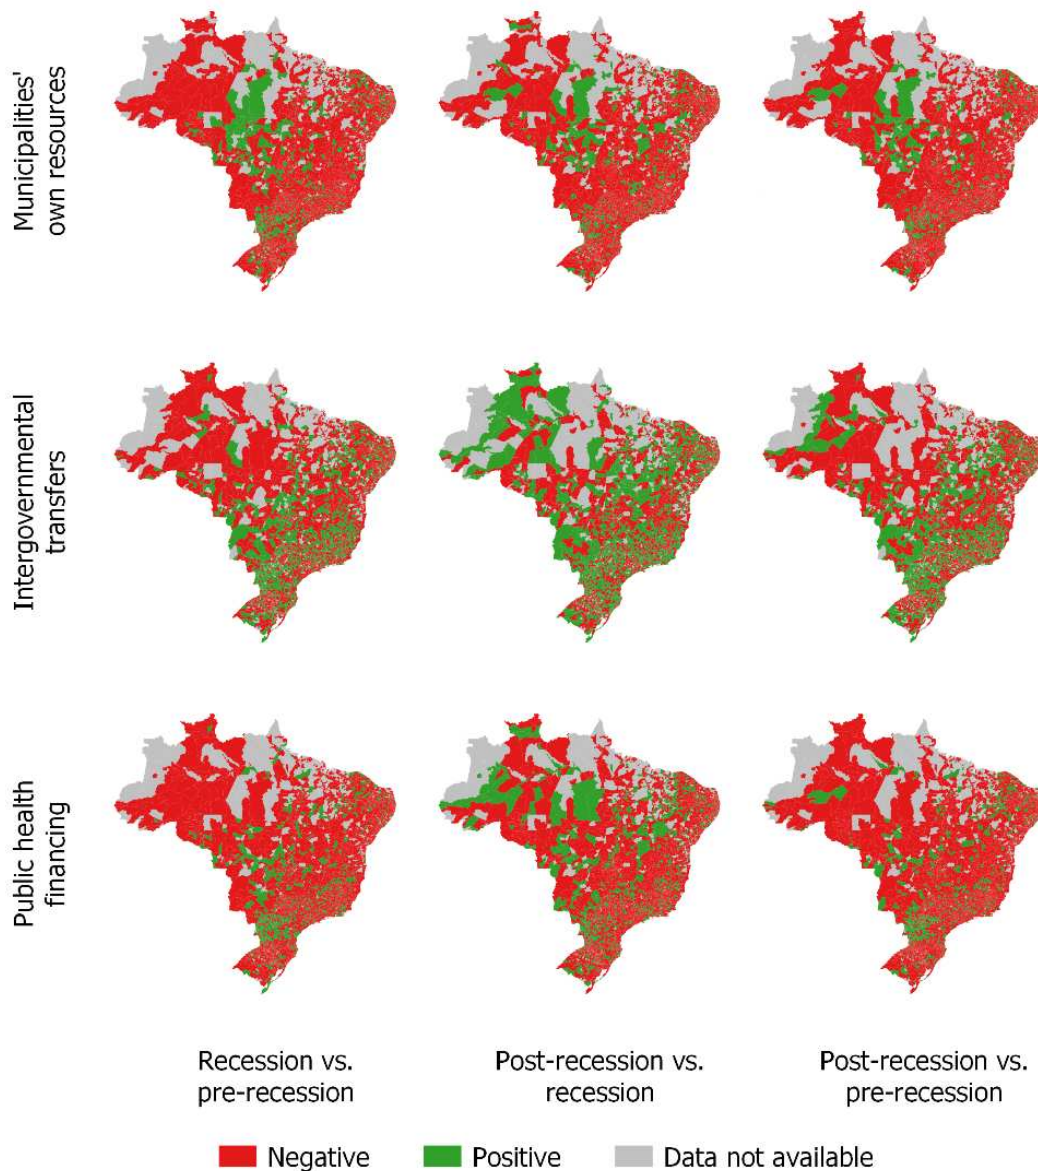 Municipalities'
own resources
Intergovernmental
transfers
Public health
financing
Recession vs.
pre-recession
Post-recession vs.
recession
Post-recession vs.
pre-recession
Negative
Positive
Data not available